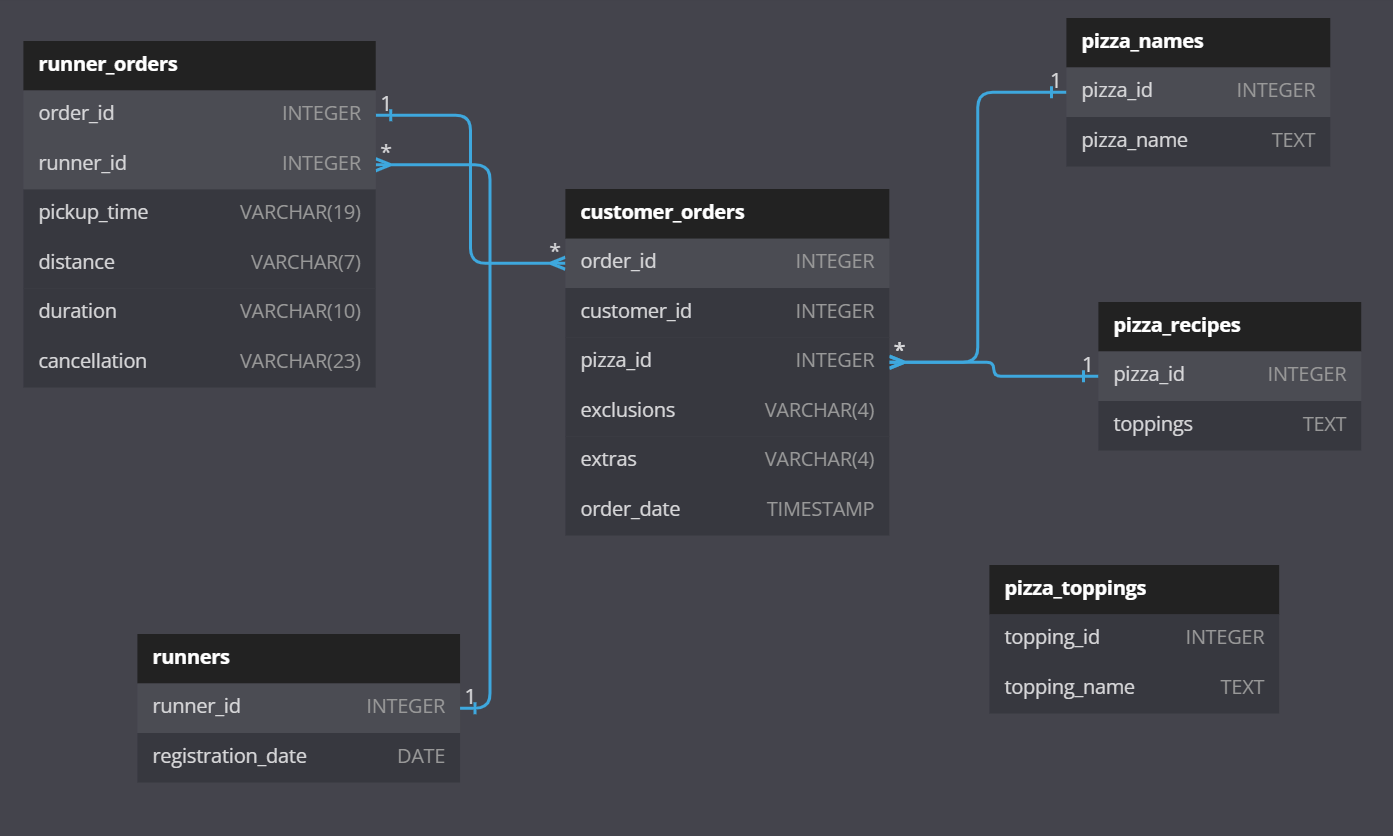 runner_orders
order_id INTEGER
runner_id INTEGER
pickup_time VARCHAR(19)
distance VARCHAR(7)
duration VARCHAR(10)
cancellation VARCHAR(23)
1
*
customer_orders
*
order_id INTEGER
customer_id INTEGER
pizza_id INTEGER
exclusions VARCHAR(4)
extras VARCHAR(4)
order_date TIMESTAMP
*
pizza_names
1
pizza_id INTEGER
pizza_name TEXT
pizza_recipes
1
pizza_id INTEGER
toppings TEXT
pizza_toppings
topping_id INTEGER
topping_name TEXT
runners
runner_id INTEGER
1
registration_date DATE